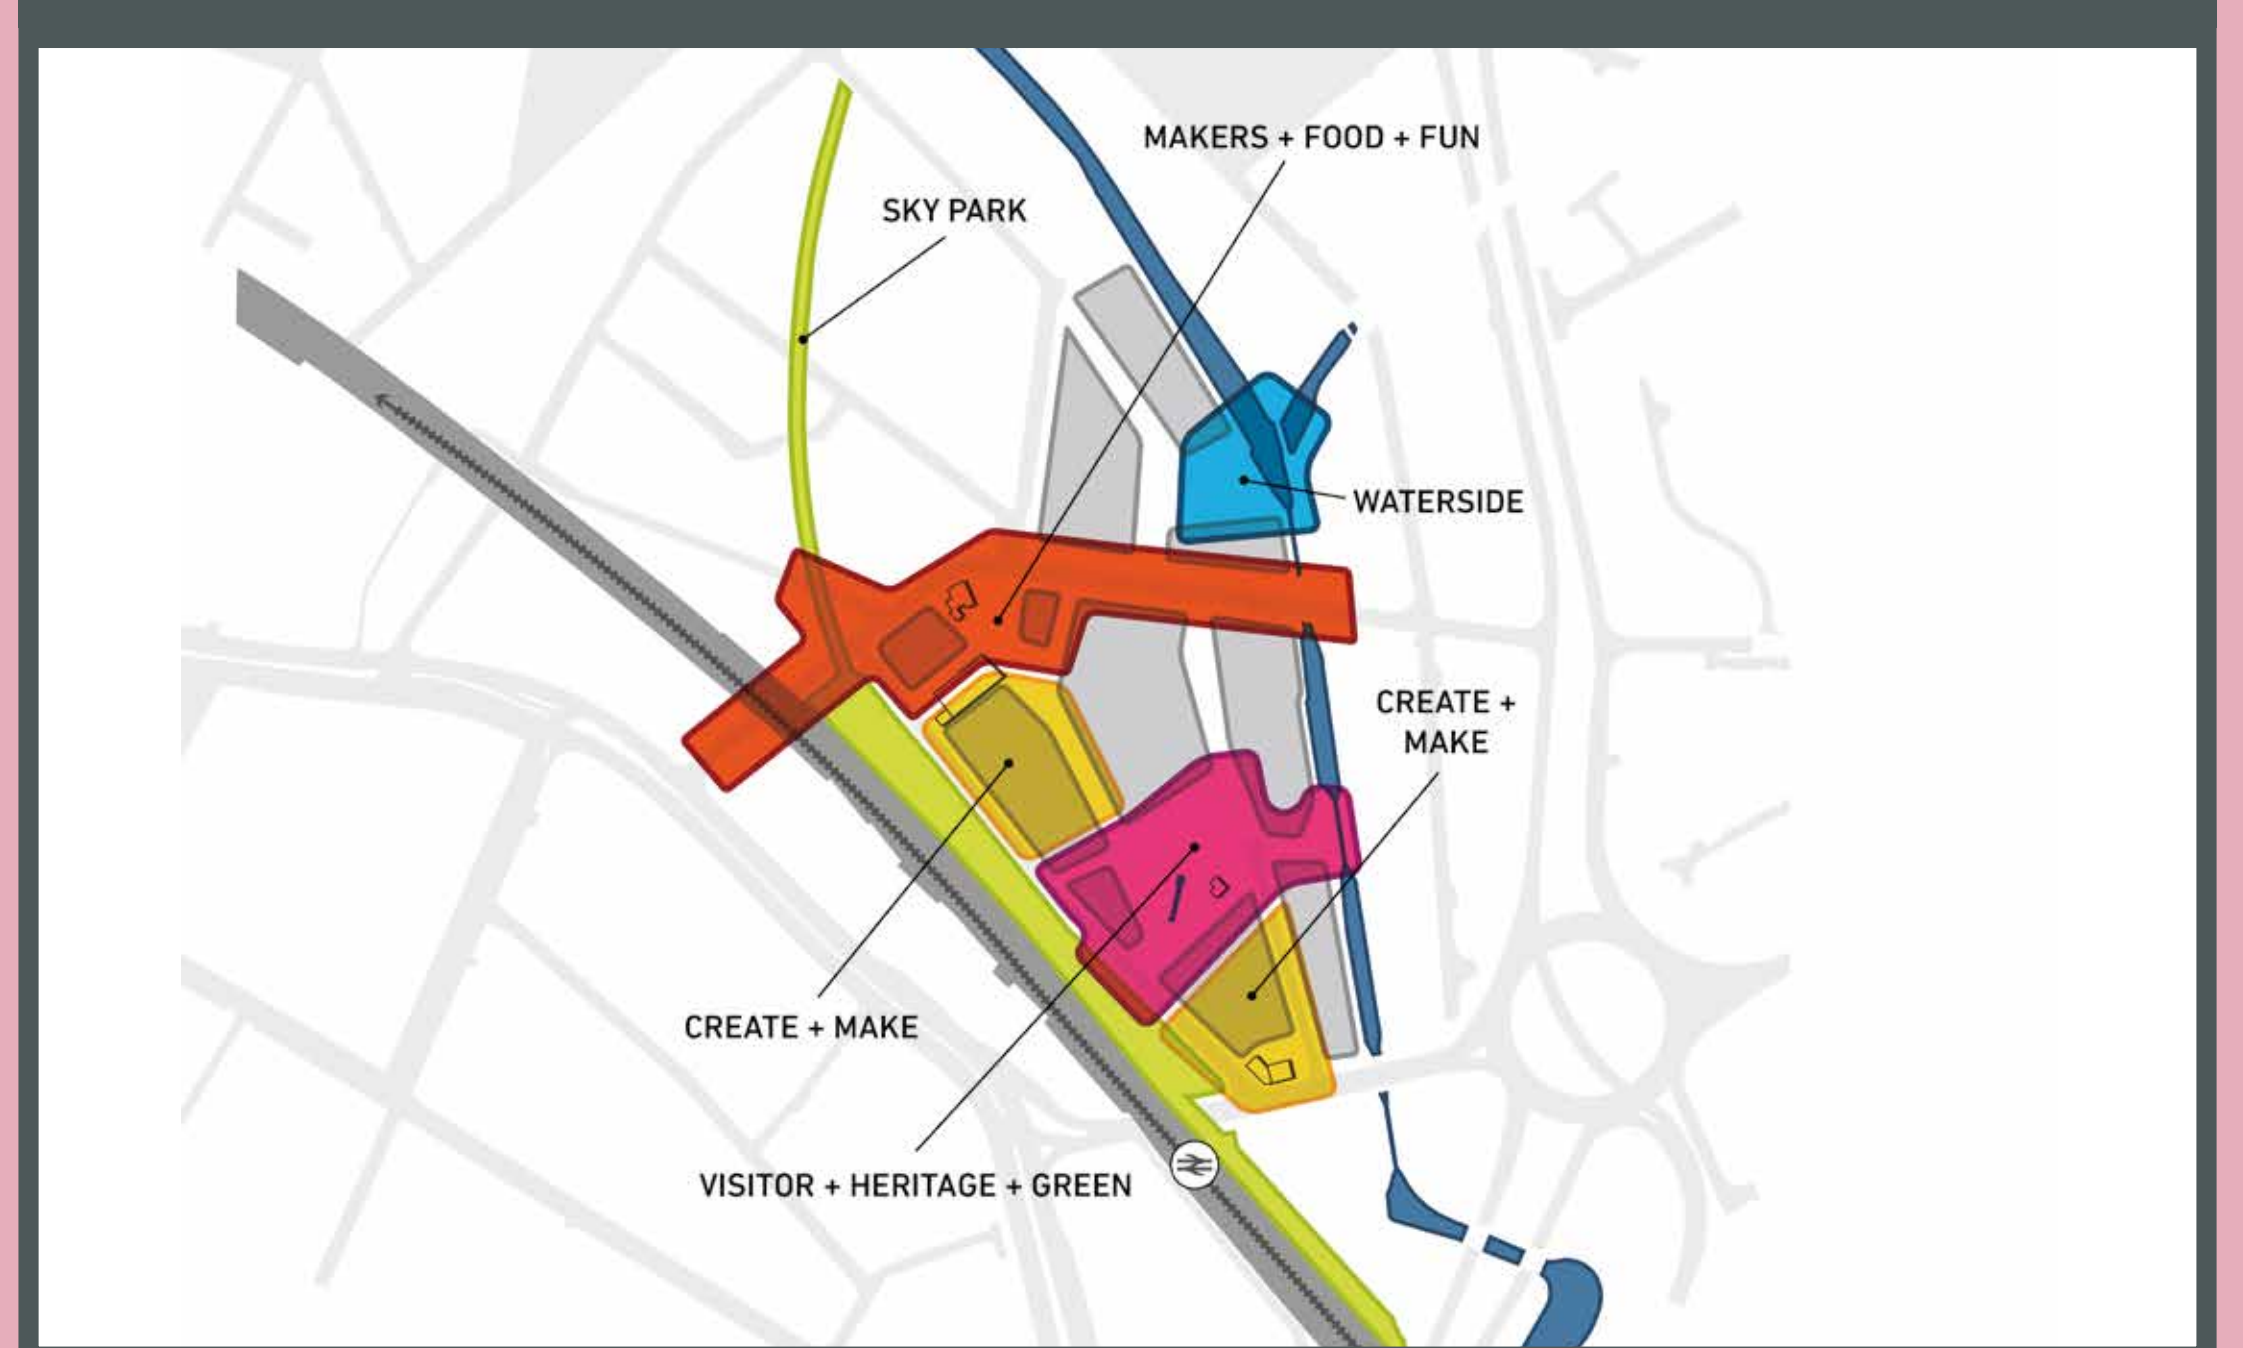 MAKERS + FOOD + FUN
SKY PARK
WATERSIDE
CREATE +
MAKE
CREATE + MAKE
VISITOR + HERITAGE + GREEN